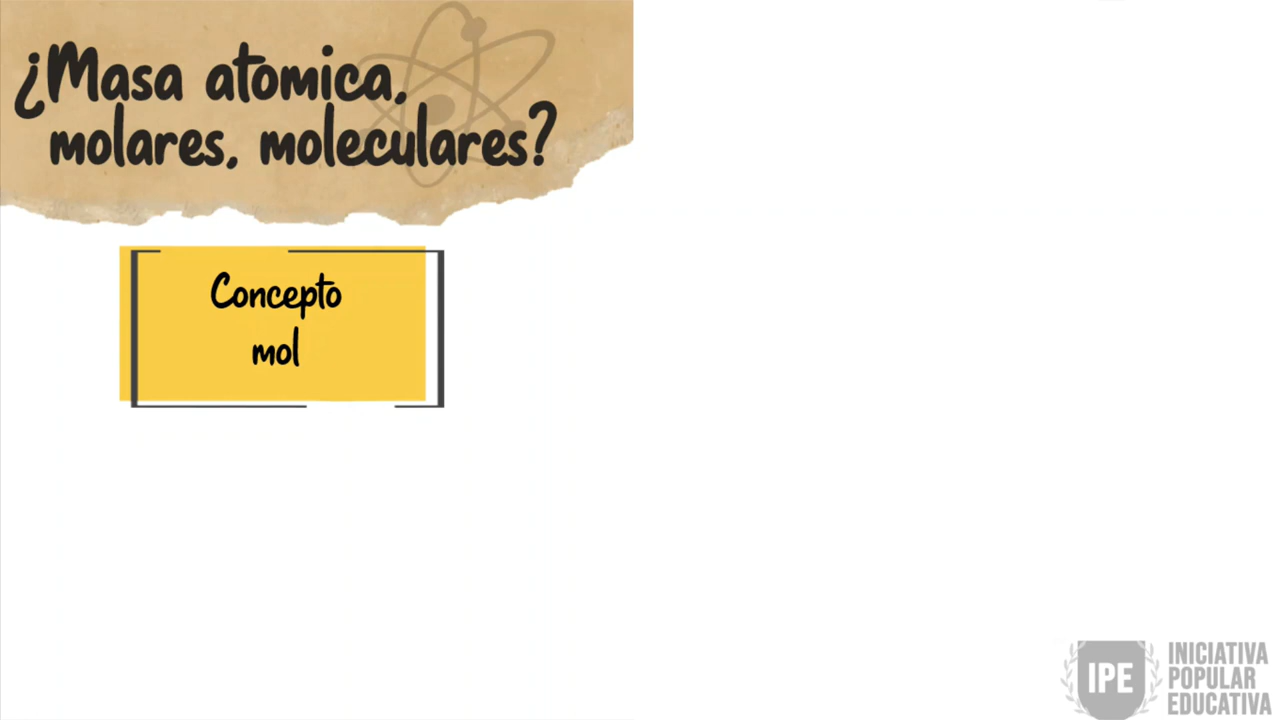 ¿Masa atomica,
molares, moleculares?
Concepto
mol
IPE
INICIATIVA
POPULAR
EDUCATIVA